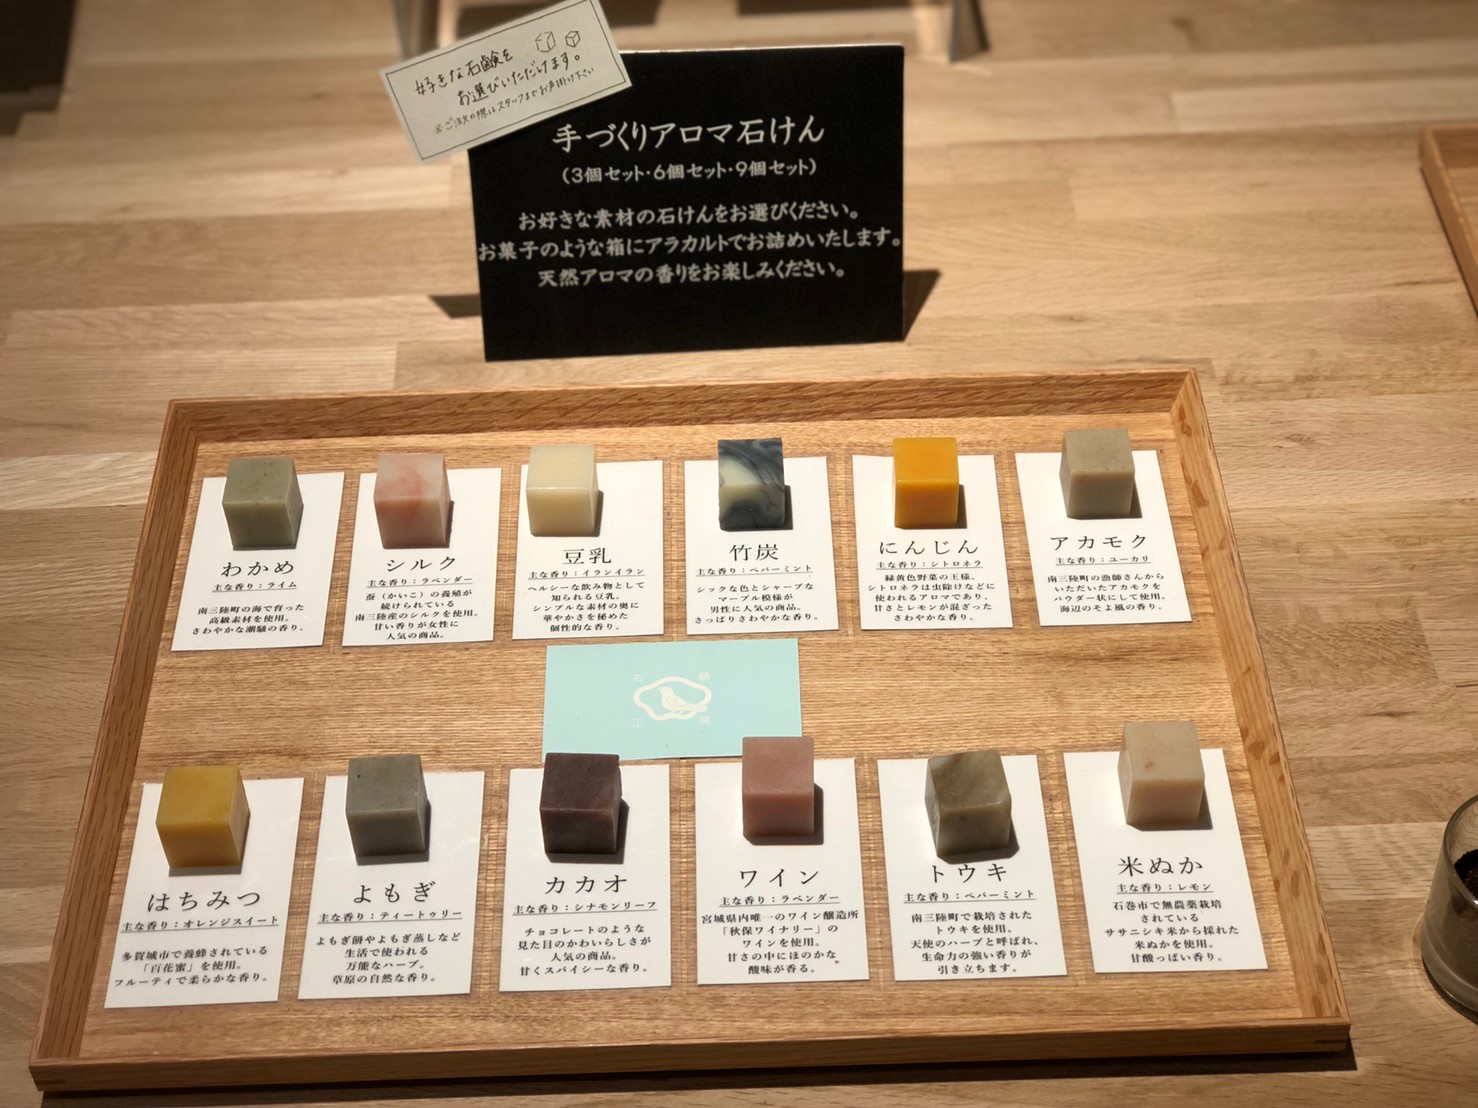 好きな石鹸を
お選びいただけます。
※ご注文の際はスタッフまでお声掛け下さい
手づくりアロマ石けん
（3個セット・6個セット・9個セット）
お好きな素材の石けんをお選びください。
お菓子のような箱にアラカルトでお詰めいたします。
天然アロマの香りをお楽しみください。
わかめ
主な香り：ライム
南三陸町の海で育った
高級素材を使用。
さわやかな潮騒の香り。
シルク
主な香り：ラベンダー
蚕（かいこ）の養殖が
続けられている
南三陸産のシルクを使用。
甘い香りが女性に
人気の商品。
豆乳
主な香り：イランイラン
ヘルシーな飲み物として
知られる豆乳。
シンプルな素材の奥に
華やかさを秘めた
個性的な香り。
竹炭
主な香り：ペパーミント
シックな色とシャープな
マーブル模様が
男性に人気の商品。
さっぱりさわやかな香り。
にんじん
主な香り：シトロネラ
緑黄色野菜の王様。
シトロネラは虫除けなどに
使われるアロマであり、
甘さとレモンが混ざった
さわやかな香り。
アカモク
主な香り：ユーカリ
南三陸町の漁師さんから
いただいたアカモクを
パウダー状にして使用。
海辺のそよ風の香り。
石鹸
工房
はちみつ
主な香り：オレンジスイート
多賀城市で養蜂されている
「百花蜜」を使用。
フルーティで柔らかな香り。
よもぎ
主な香り：ティートゥリー
よもぎ餅やよもぎ蒸しなど
生活で使われる
万能なハーブ。
草原の自然な香り。
カカオ
主な香り：シナモンリーフ
チョコレートのような
見た目のかわいらしさが
人気の商品。
甘くスパイシーな香り。
ワイン
主な香り：ラベンダー
宮城県内唯一のワイン醸造所
「秋保ワイナリー」の
ワインを使用。
甘さの中にほのかな
酸味が香る。
トウキ
主な香り：ペパーミント
南三陸町で栽培された
トウキを使用。
天使のハーブと呼ばれ、
生命力の強い香りが
引き立ちます。
米ぬか
主な香り：レモン
石巻市で無農薬栽培
されている
ササニシキ米から採れた
米ぬかを使用。
甘酸っぱい香り。